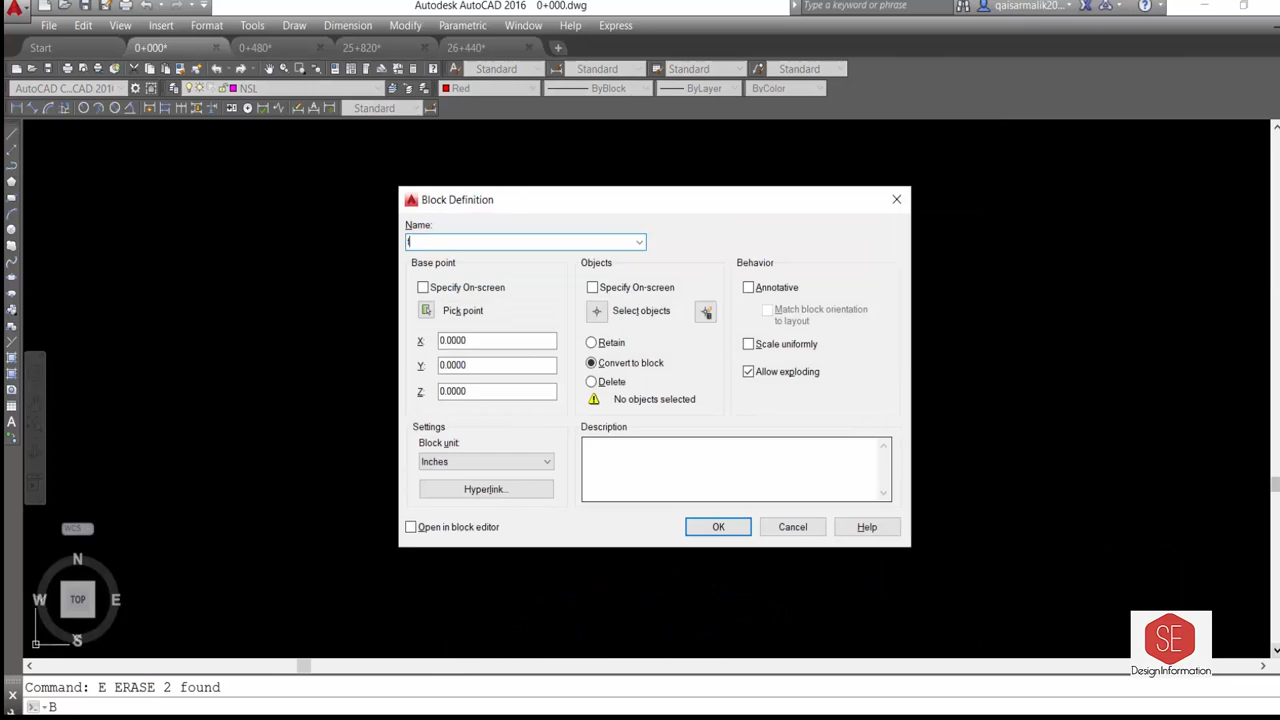 Autodesk AutoCAD 2016 0+000.dwg
Type a keyword or phrase
qaisarmalik20...
File Edit View Insert Format Tools Draw Dimension Modify Parametric Window Help Express
Start 0+000* 0+480* 25+820* 26+440*
Standard Standard Standard Standard
AutoCAD C...CAD 201 NSL Red ByBlock ByLayer ByColor
Standard
Block Definition
Name:
f
Base point
Specify On-screen
Pick point
X: 0.0000
Y: 0.0000
Z: 0.0000
Objects
Specify On-screen
Select objects
Retain
Convert to block
Delete
No objects selected
Behavior
Annotative
Match block orientation
to layout
Scale uniformly
Allow exploding
Settings
Block unit:
Inches
Hyperlink...
Description
Open in block editor
OK Cancel Help
WCS
N
W TOP E
S
X
SE
DesignInformation
Command: E ERASE 2 found
B